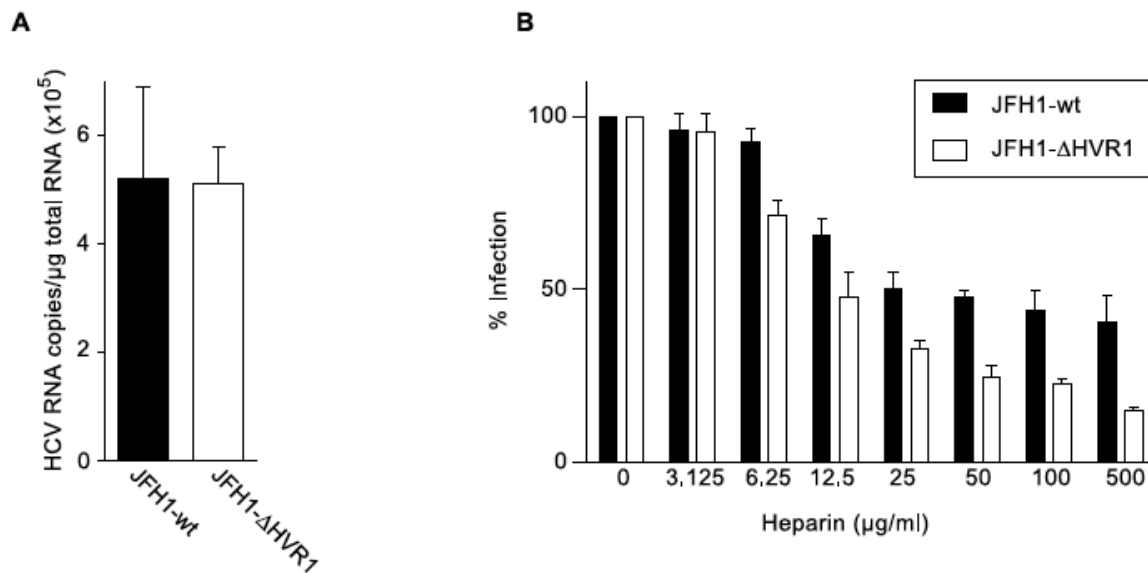 A
HCV RNA copies/µg total RNA (x10⁵)
6
4
2
0
JFH1-wt
JFH1-ΔHVR1
B
% Infection
100
50
0
JFH1-wt
JFH1-ΔHVR1
0 3.125 6.25 12.5 25 50 100 500
Heparin (µg/ml)